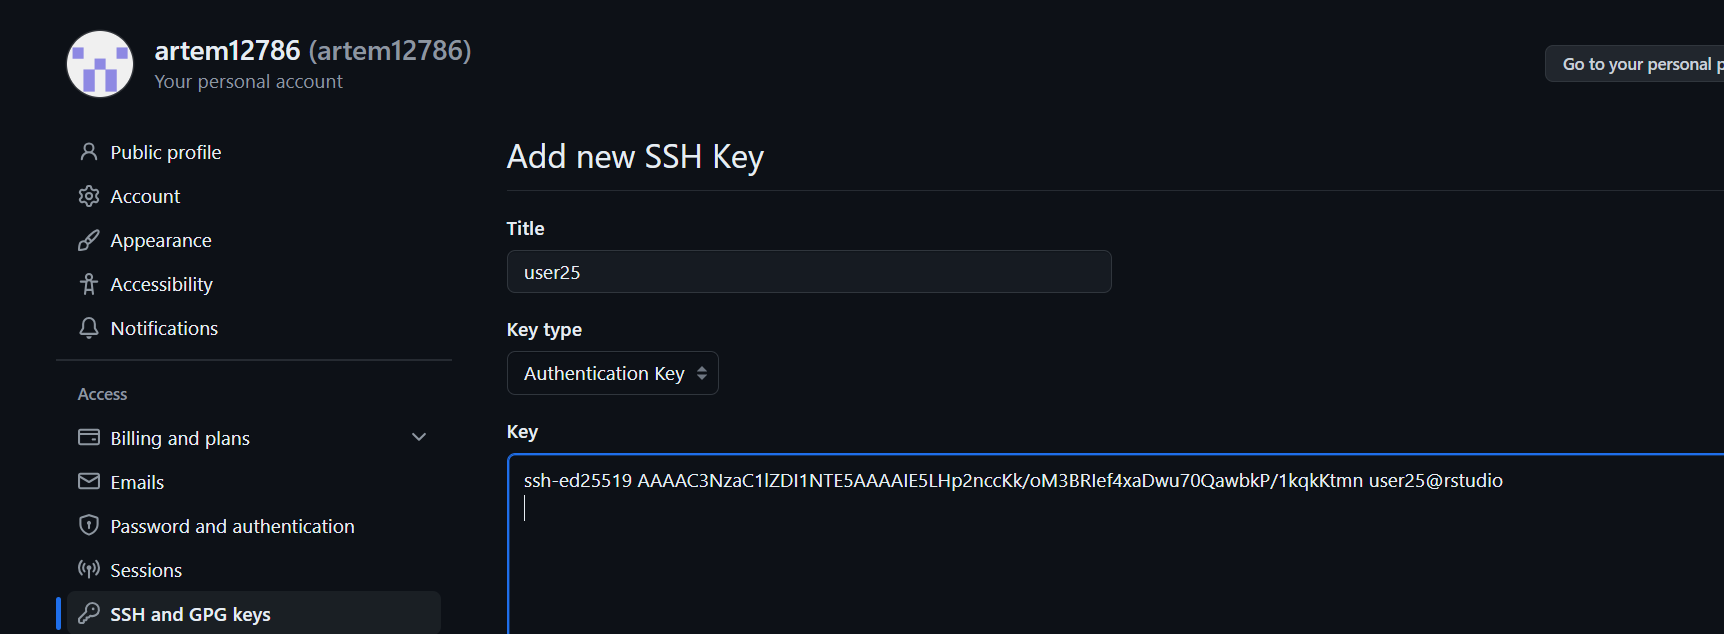 artem12786 (artem12786)
Your personal account
Go to your personal p
Public profile
Account
Appearance
Accessibility
Notifications
Access
Billing and plans
Emails
Password and authentication
Sessions
SSH and GPG keys
Add new SSH Key
Title
user25
Key type
Authentication Key
Key
ssh-ed25519 AAAAC3NzaC1lZDI1NTE5AAAAIE5LHp2nccKk/oM3BRIef4xaDwu70QawbkP/1kqkKtmn user25@rstudio